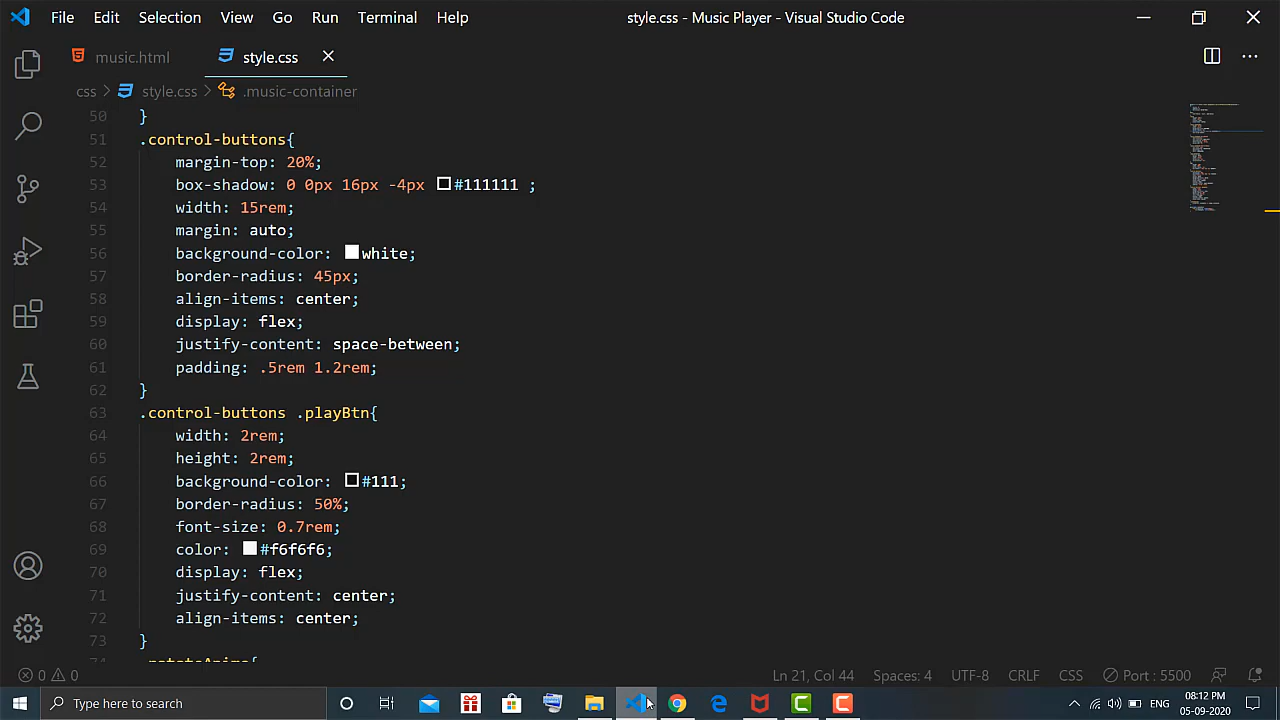 File Edit Selection View Go Run Terminal Help
style.css - Music Player - Visual Studio Code
music.html
style.css
css > style.css > .music-container
50 }
51 .control-buttons{
52 margin-top: 20%;
53 box-shadow: 0 0px 16px -4px #111111 ;
54 width: 15rem;
55 margin: auto;
56 background-color: white;
57 border-radius: 45px;
58 align-items: center;
59 display: flex;
60 justify-content: space-between;
61 padding: .5rem 1.2rem;
62 }
63 .control-buttons .playBtn{
64 width: 2rem;
65 height: 2rem;
66 background-color: #111;
67 border-radius: 50%;
68 font-size: 0.7rem;
69 color: #f6f6f6;
70 display: flex;
71 justify-content: center;
72 align-items: center;
73 }
0 0
Ln 21, Col 44 Spaces: 4 UTF-8 CRLF CSS Port : 5500
Type here to search
ENG
08:12 PM
05-09-2020